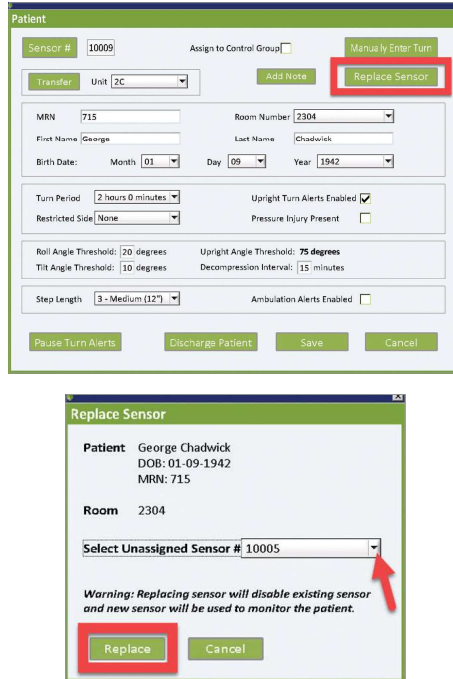 Patient
Sensor # 10009 Assign to Control Group Manually Enter Turn
Transfer Unit 2C Add Note Replace Sensor
MRN 715 Room Number 2304
First Name George Last Name Chadwick
Birth Date: Month 01 Day 09 Year 1942
Turn Period 2 hours 0 minutes Upright Turn Alerts Enabled
Restricted Side None Pressure Injury Present
Roll Angle Threshold: 20 degrees Upright Angle Threshold: 75 degrees
Tilt Angle Threshold: 10 degrees Decompression Interval: 15 minutes
Step Length 3 - Medium (12") Ambulation Alerts Enabled
Pause Turn Alerts Discharge Patient Save Cancel
Replace Sensor
Patient George Chadwick
DOB: 01-09-1942
MRN: 715
Room 2304
Select Unassigned Sensor # 10005
Warning: Replacing sensor will disable existing sensor
and new sensor will be used to monitor the patient.
Replace Cancel